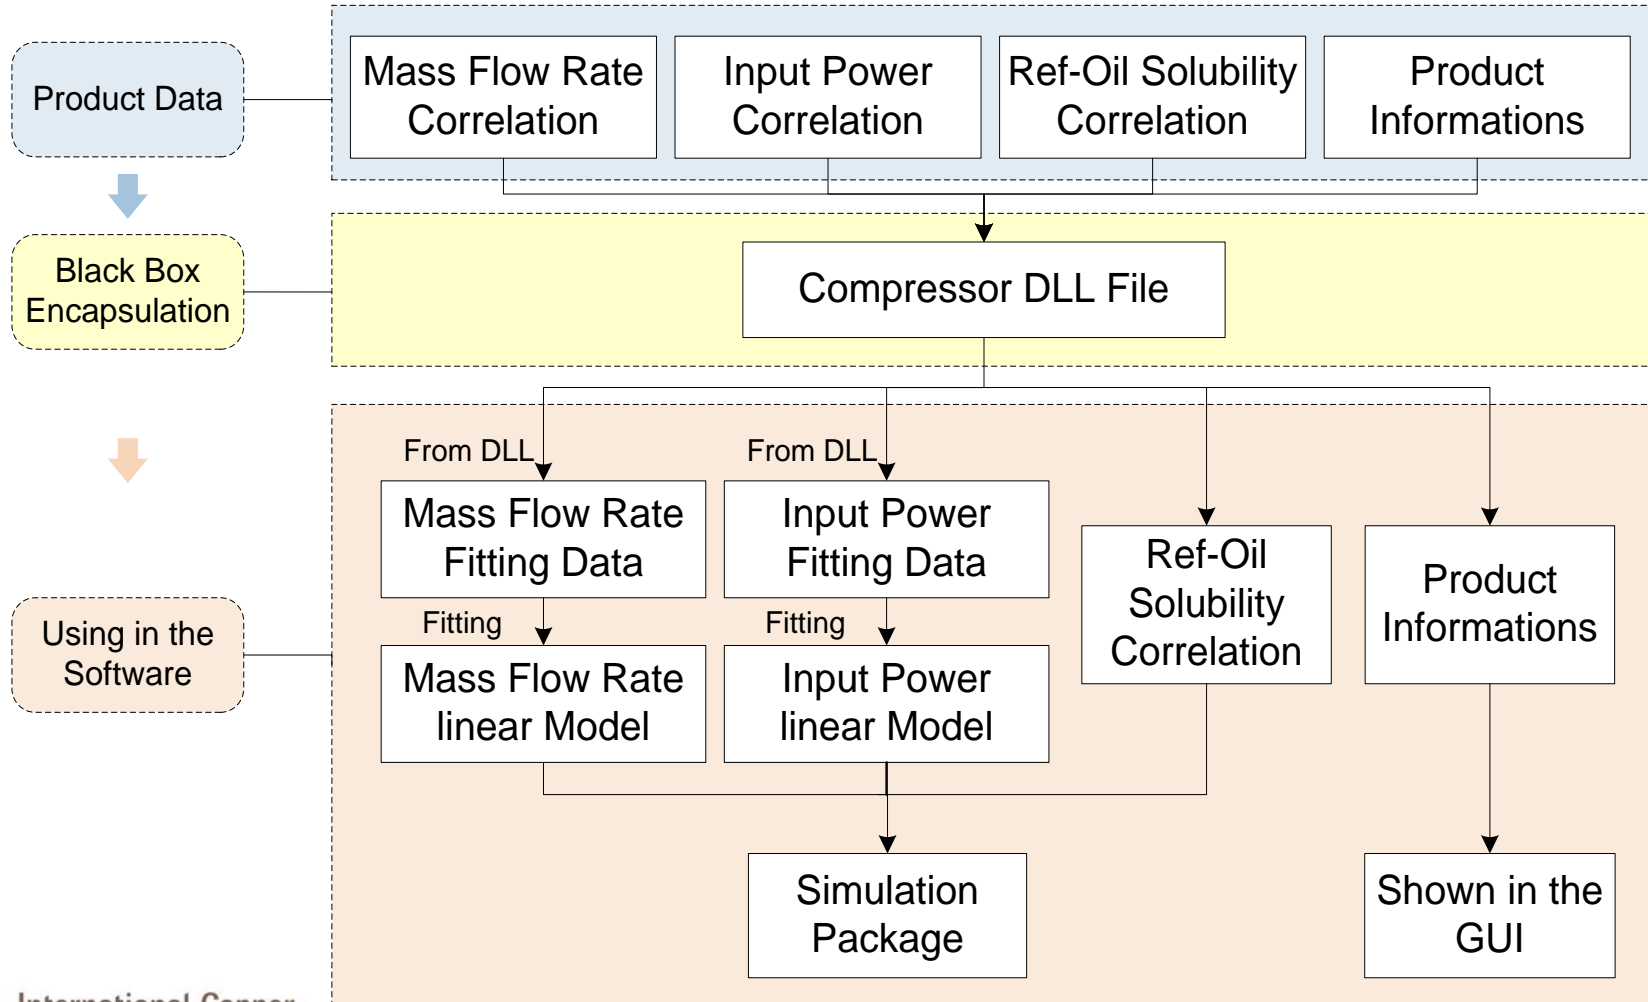 Product Data
Mass Flow Rate
Correlation
Input Power
Correlation
Ref-Oil Solubility
Correlation
Product
Informations
Black Box
Encapsulation
Compressor DLL File
From DLL
From DLL
Mass Flow Rate
Fitting Data
Input Power
Fitting Data
Ref-Oil
Solubility
Correlation
Product
Informations
Using in the
Software
Fitting
Fitting
Mass Flow Rate
linear Model
Input Power
linear Model
Simulation
Package
Shown in the
GUI
International Copper